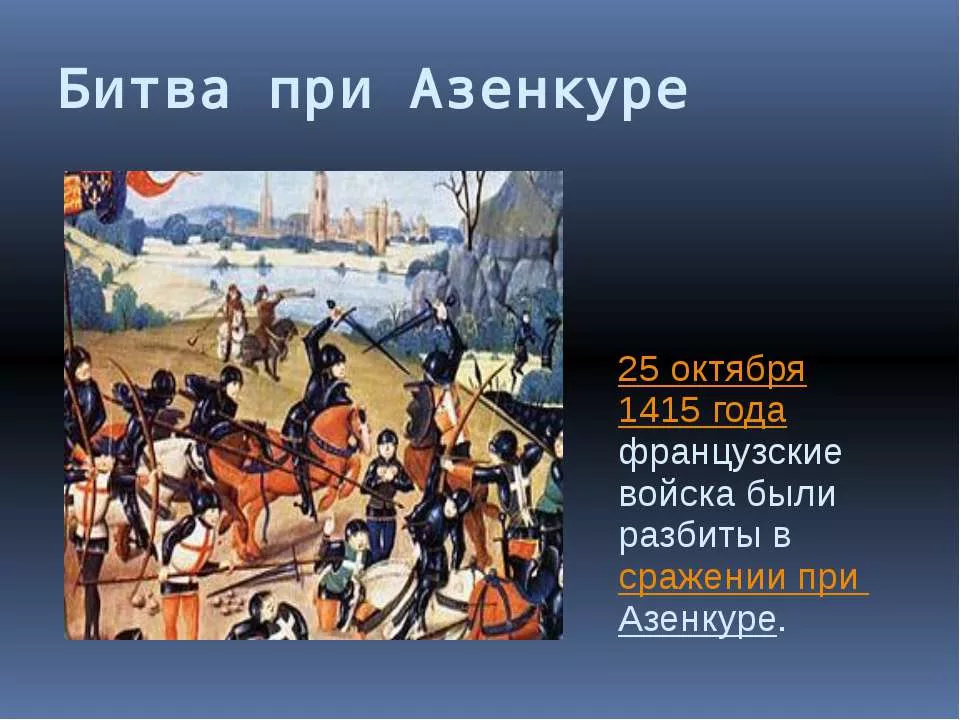 Битва при Азенкуре
25 октября
1415 года
французские
войска были
разбиты в
сражении при
Азенкуре.